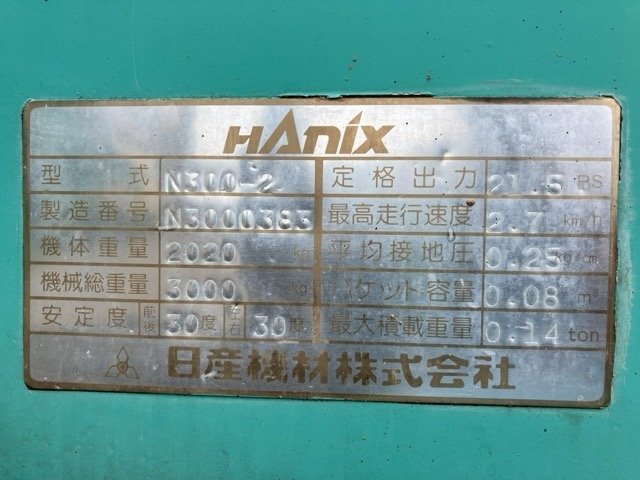 HANIX
型式 N300-2 定格出力 21.5 PS
製造番号 N3000383 最高走行速度 2.7 km/h
機体重量 2020 kg 平均接地圧 0.25 kg/cm²
機械総重量 3000 kg バケット容量 0.08 m³
安定度 前後 30度 左右 30度 最大積載重量 0.14 ton
日産機材株式会社